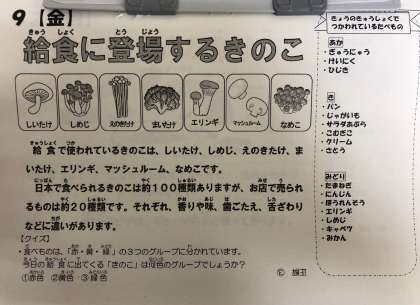 9【金】
給食に登場するきのこ
しいたけ
しめじ
えのきたけ
まいたけ
エリンギ
マッシュルーム
なめこ
給食で使われているきのこは、しいたけ、しめじ、えのきたけ、ま
いたけ、エリンギ、マッシュルーム、なめこです。
日本で食べられるきのこは約100種類ありますが、お店で売られ
るものは約20種類です。それぞれ、香りや味、歯ごたえ、舌ざわり
などに違いがあります。
【クイズ】
・食べものは、「赤・黄・緑」の3つのグループに分かれています。
今日の給食に出てくる「きのこ」は何色のグループでしょうか?
①赤色 ②黄色 ③緑色
きょうのきゅうしょくで
つかわれているたべもの
あか
・ぎゅうにゅう
・けいにく
・ひじき
き
・パン
・じゃがいも
・サラダあぶら
・こめぎこ
・クリーム
・さとう
みどり
・たまねぎ
・にんじん
・ほうれんそう
・エリンギ
・しめじ
・キャベツ
・みかん